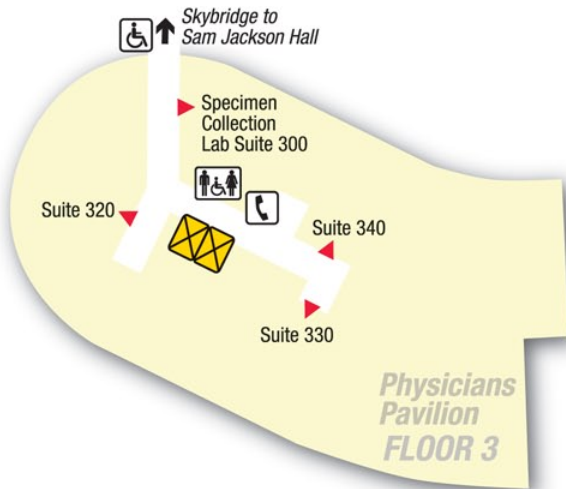 Skybridge to
Sam Jackson Hall
Specimen
Collection
Lab Suite 300
Suite 320
Suite 340
Suite 330
Physicians
Pavilion
FLOOR 3